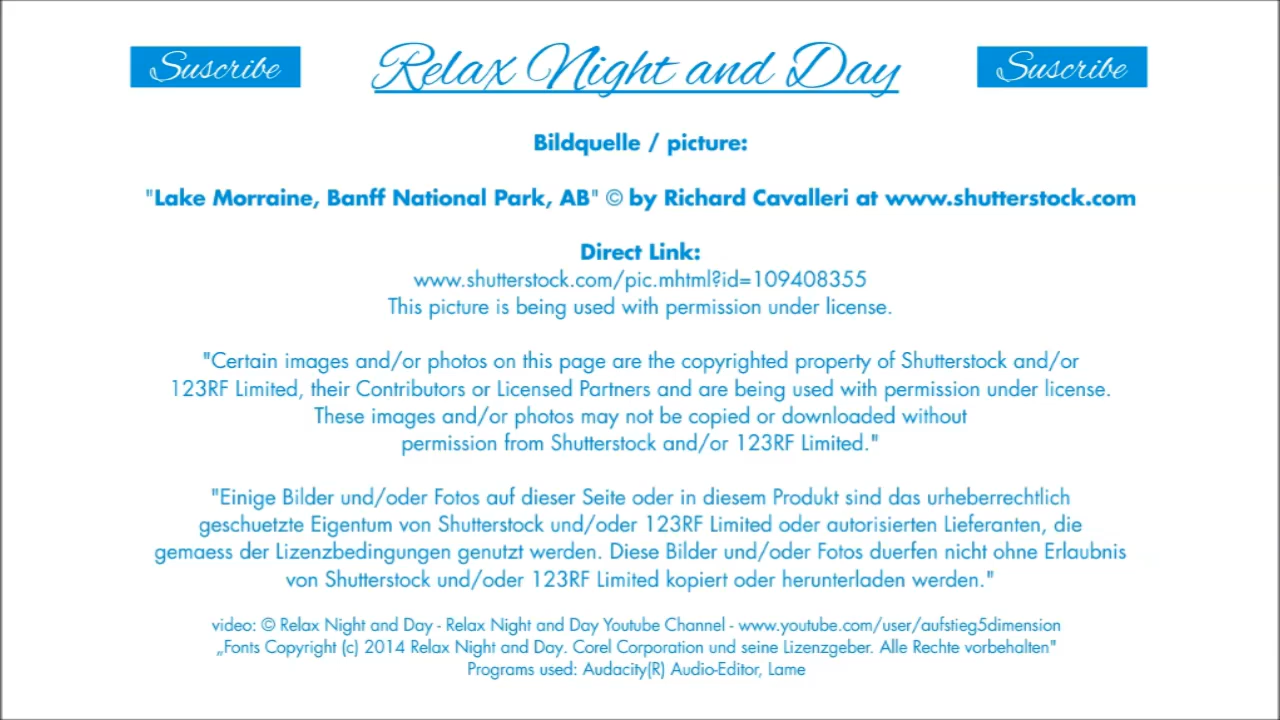 Suscribe Relax Night and Day Suscribe
Bildquelle / picture:
"Lake Morraine, Banff National Park, AB" © by Richard Cavalleri at www.shutterstock.com
Direct Link:
www.shutterstock.com/pic.mhtml?id=109408355
This picture is being used with permission under license.
"Certain images and/or photos on this page are the copyrighted property of Shutterstock and/or
123RF Limited, their Contributors or Licensed Partners and are being used with permission under license.
These images and/or photos may not be copied or downloaded without
permission from Shutterstock and/or 123RF Limited."
"Einige Bilder und/oder Fotos auf dieser Seite oder in diesem Produkt sind das urheberrechtlich
geschuetzte Eigentum von Shutterstock und/oder 123RF Limited oder autorisierten Lieferanten, die
gemaess der Lizenzbedingungen genutzt werden. Diese Bilder und/oder Fotos duerfen nicht ohne Erlaubnis
von Shutterstock und/oder 123RF Limited kopiert oder herunterladen werden."
video: © Relax Night and Day - Relax Night and Day Youtube Channel - www.youtube.com/user/aufstieg5dimension
„Fonts Copyright (c) 2014 Relax Night and Day. Corel Corporation und seine Lizenzgeber. Alle Rechte vorbehalten"
Programs used: Audacity(R) Audio-Editor, Lame